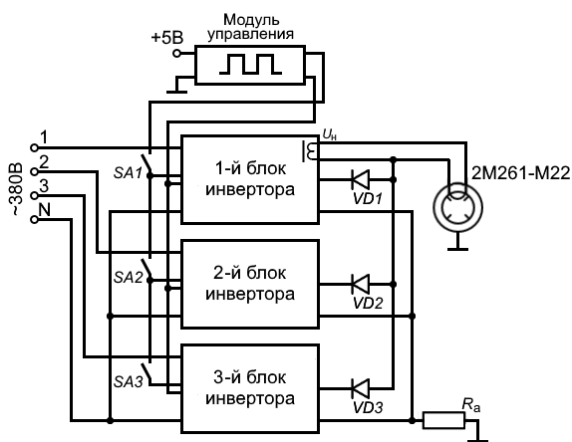 Модуль
управления
+5В
~380В
1
2
3
N
SA1
1-й блок
инвертора
Uн
VD1
2М261-М22
SA2
2-й блок
инвертора
VD2
SA3
3-й блок
инвертора
VD3
Rа